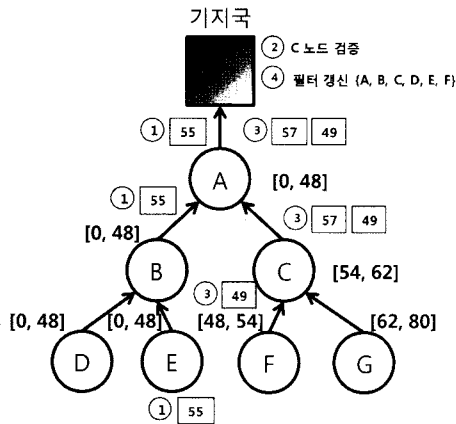 기지국
② C 노드 검증
④ 필터 갱신 {A, B, C, D, E, F}
① 55 ③ 57 49
A [0, 48]
① 55 ③ 57 49
[0, 48]
B ③ 49 C [54, 62]
[0, 48] [0, 48] [48, 54] [62, 80]
D E F G
① 55